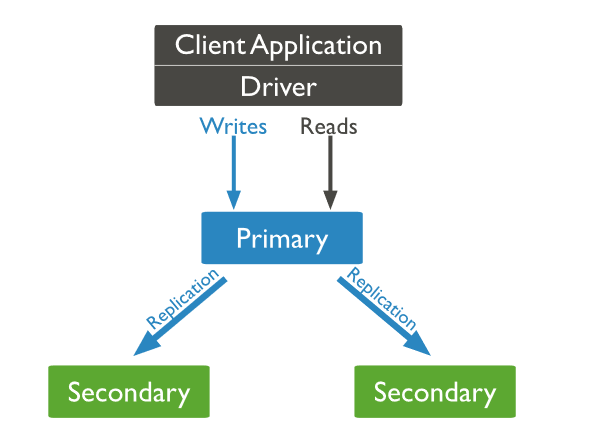 Client Application
Driver
Writes
Reads
Primary
Replication
Replication
Secondary
Secondary